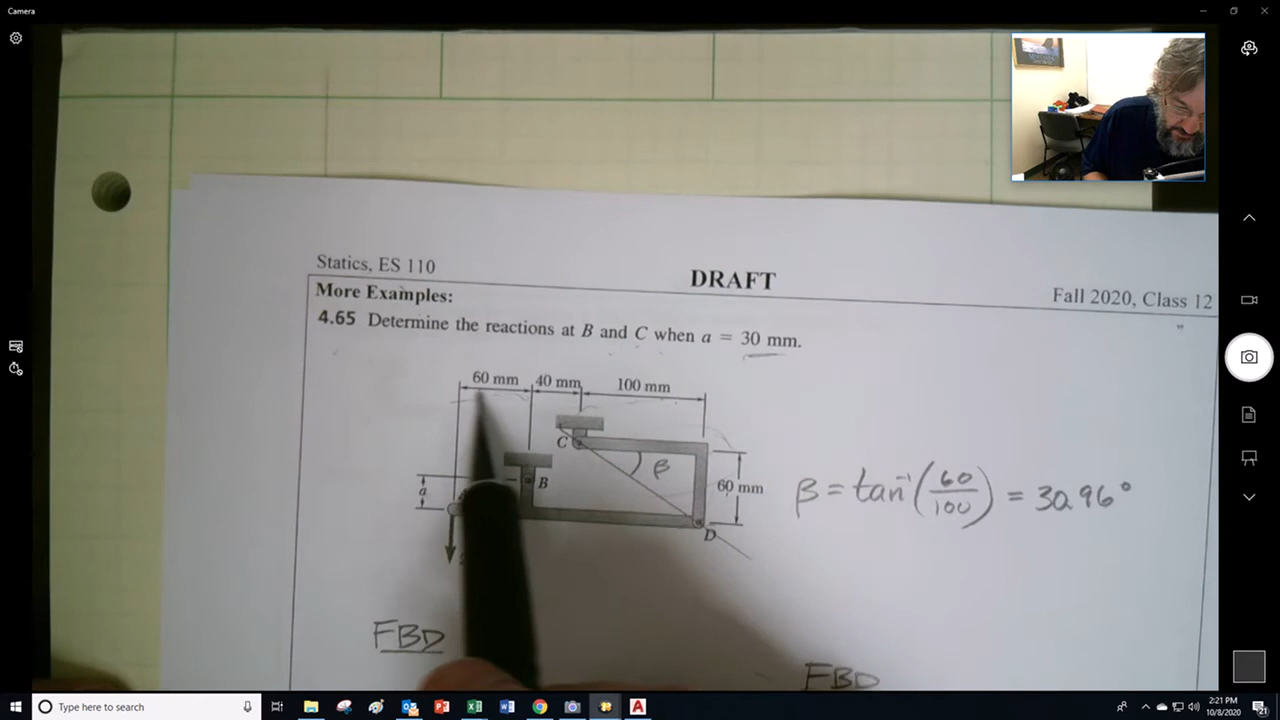 Camera
Statics, ES 110
DRAFT
Fall 2020, Class 12
More Examples:
4.65 Determine the reactions at B and C when a = 30 mm.
60 mm
40 mm
100 mm
C
β
B
a
60 mm
D
β = tan⁻¹(60/100) = 30.96°
FBD
FBD
Type here to search
2:21 PM
10/8/2020
21